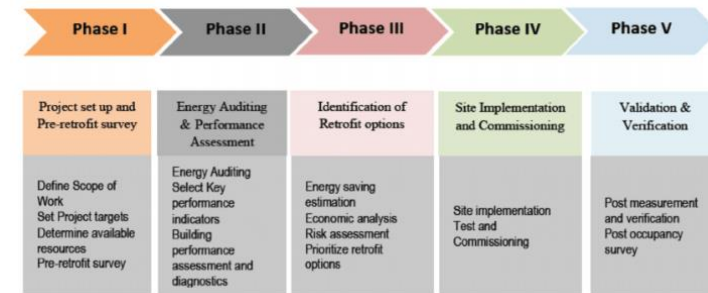 Phase I
Phase II
Phase III
Phase IV
Phase V
Project set up and
Pre-retrofit survey
Energy Auditing
& Performance
Assessment
Identification of
Retrofit options
Site Implementation
and Commissioning
Validation &
Verification
Define Scope of
Work
Set Project targets
Determine available
resources
Pre-retrofit survey
Energy Auditing
Select Key
performance
indicators
Building
performance
assessment and
diagnostics
Energy saving
estimation
Economic analysis
Risk assessment
Prioritize retrofit
options
Site implementation
Test and
Commissioning
Post measurement
and verification
Post occupancy
survey